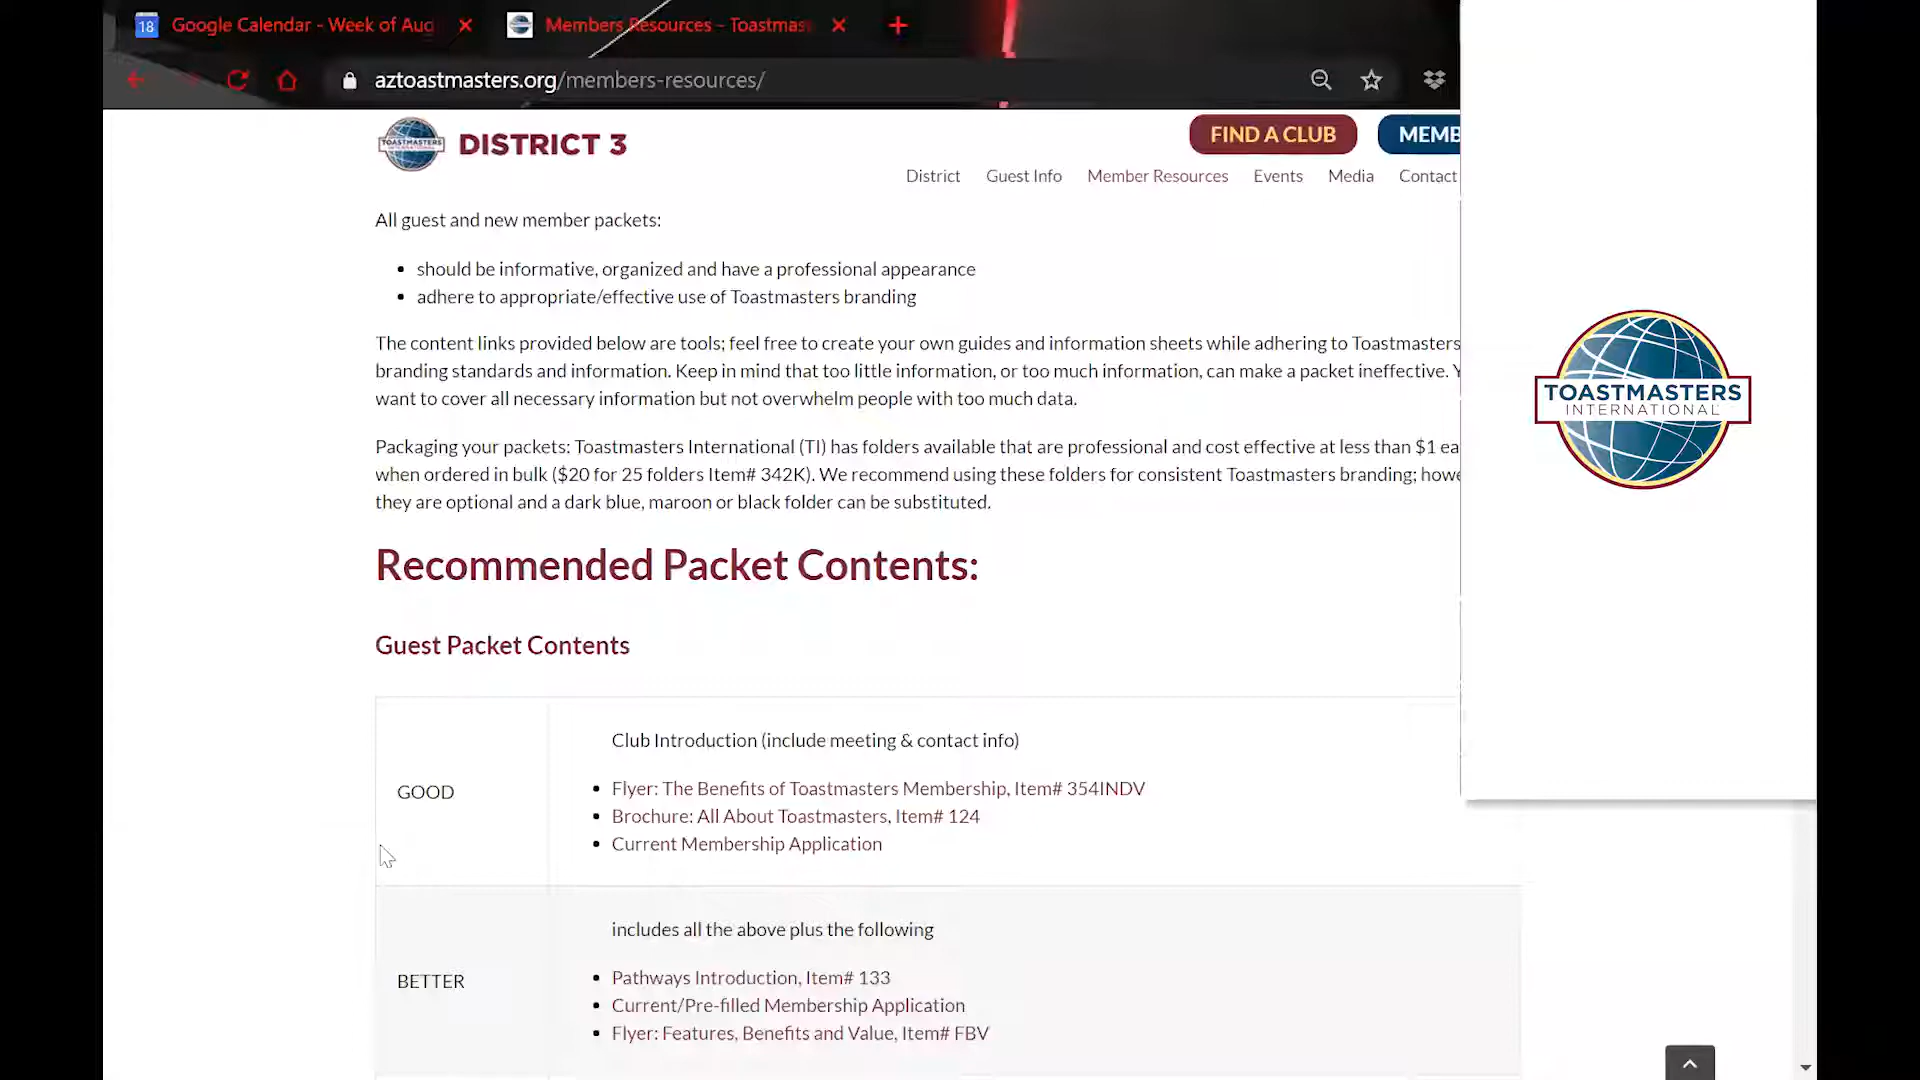 18 Google Calendar - Week of Aug
Members Resources - Toastmas
aztoastmasters.org/members-resources/
TOASTMASTERS
INTERNATIONAL
DISTRICT 3
FIND A CLUB
MEMB
District
Guest Info
Member Resources
Events
Media
Contact
All guest and new member packets:
should be informative, organized and have a professional appearance
adhere to appropriate/effective use of Toastmasters branding
The content links provided below are tools; feel free to create your own guides and information sheets while adhering to Toastmasters
branding standards and information. Keep in mind that too little information, or too much information, can make a packet ineffective. Y
want to cover all necessary information but not overwhelm people with too much data.
Packaging your packets: Toastmasters International (TI) has folders available that are professional and cost effective at less than $1 ea
when ordered in bulk ($20 for 25 folders Item# 342K). We recommend using these folders for consistent Toastmasters branding; howe
they are optional and a dark blue, maroon or black folder can be substituted.
Recommended Packet Contents:
Guest Packet Contents
GOOD
Club Introduction (include meeting & contact info)
Flyer: The Benefits of Toastmasters Membership, Item# 354INDV
Brochure: All About Toastmasters, Item# 124
Current Membership Application
BETTER
includes all the above plus the following
Pathways Introduction, Item# 133
Current/Pre-filled Membership Application
Flyer: Features, Benefits and Value, Item# FBV
TOASTMASTERS
INTERNATIONAL